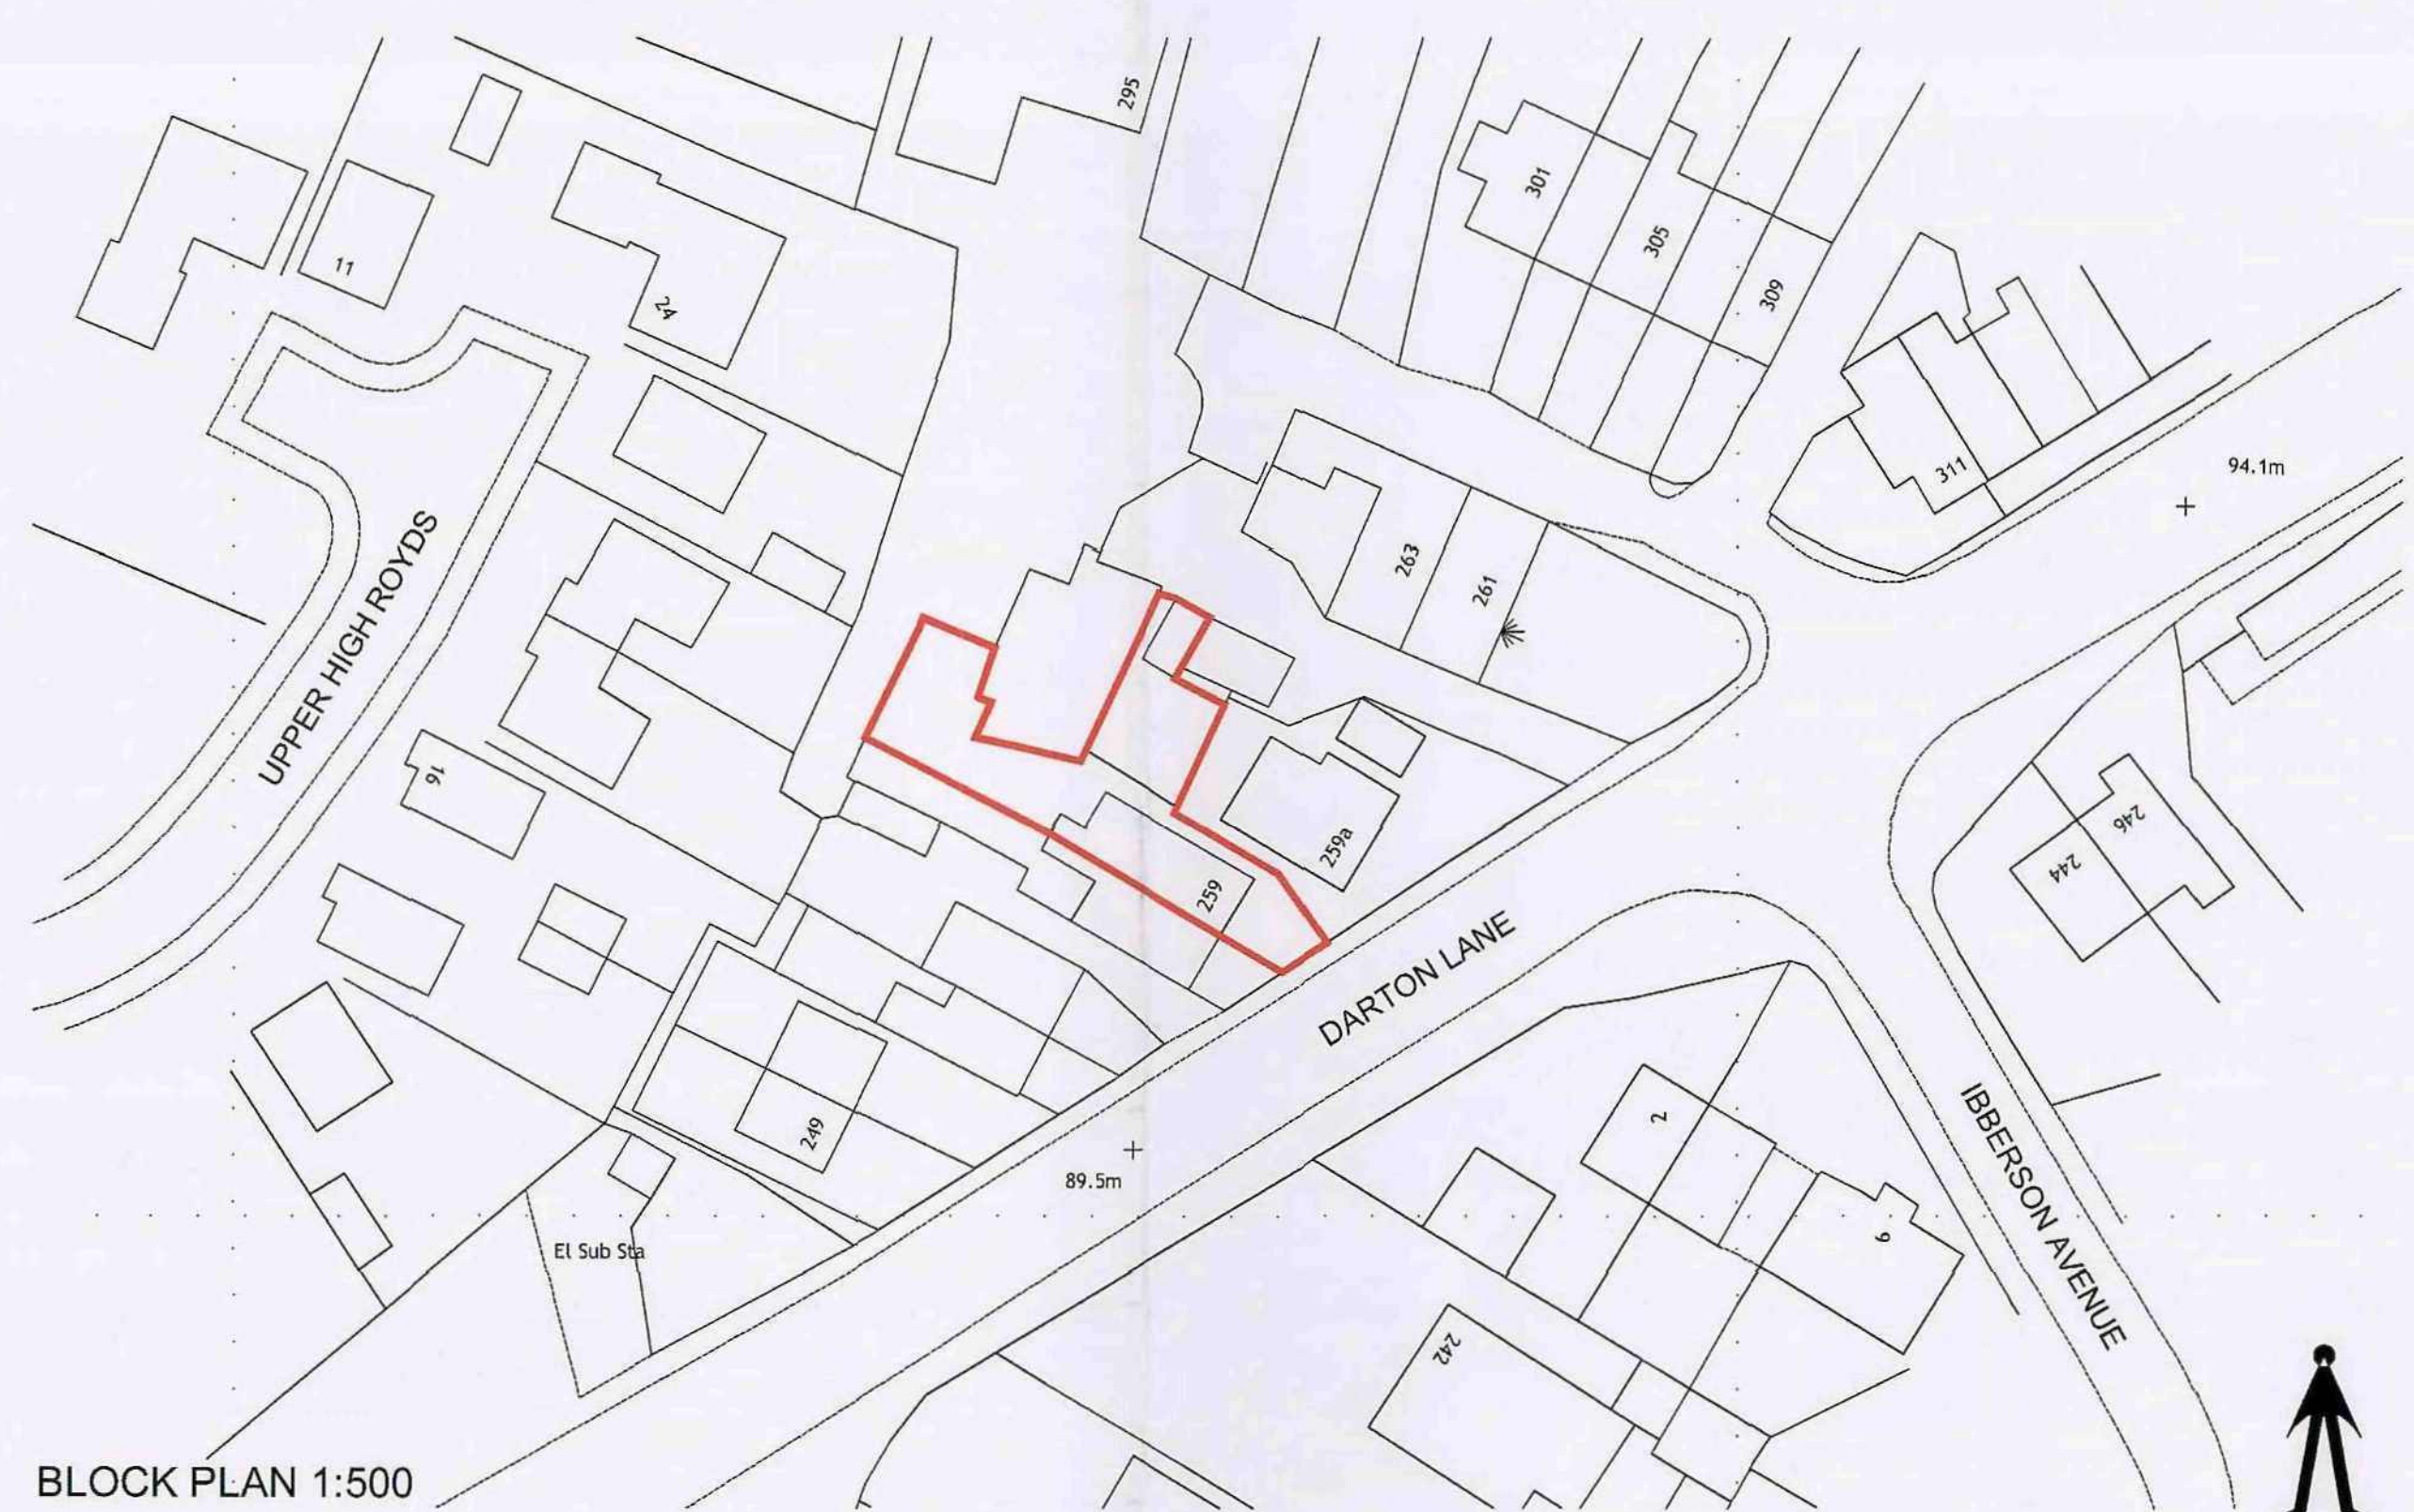 295
301
305
309
11
24
311
94.1m
263
261
UPPER HIGH ROYDS
16
259a
259
246
244
DARTON LANE
2
249
89.5m
IBBERSON AVENUE
El Sub Sta
6
242
BLOCK PLAN 1:500